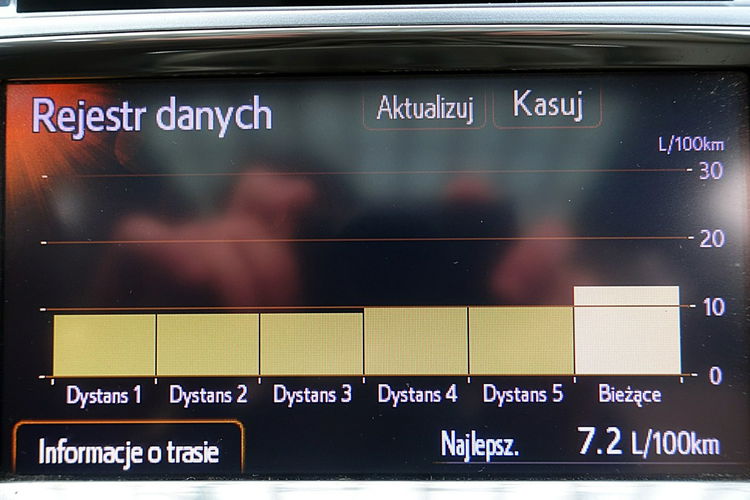 Rejestr danych
Aktualizuj Kasuj
L/100km
30
20
10
0
Dystans 1 Dystans 2 Dystans 3 Dystans 4 Dystans 5 Bieżące
Informacje o trasie Najlepsz. 7.2 L/100km